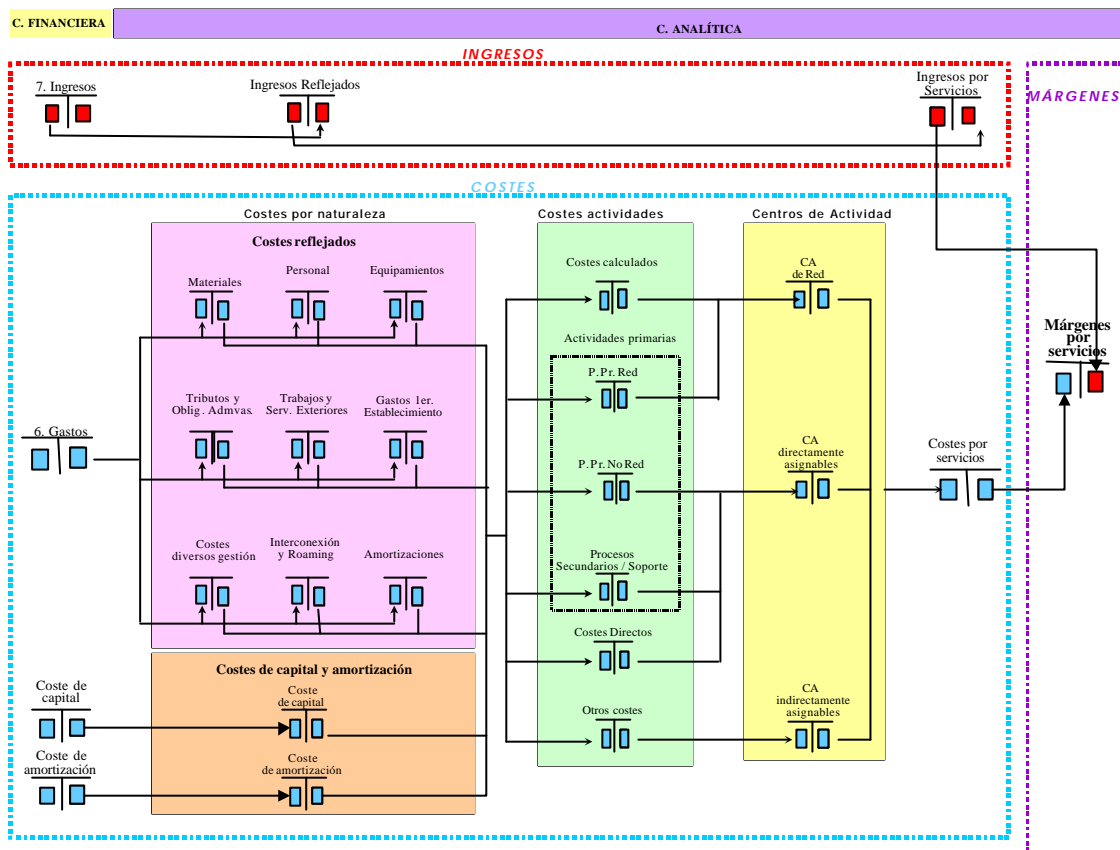 C. FINANCIERA
C. ANALÍTICA
INGRESOS
7. Ingresos
Ingresos Reflejados
Ingresos por
Servicios
MÁRGENES
COSTES
Costes por naturaleza
Costes actividades
Centros de Actividad
Costes reflejados
Materiales
Personal
Equipamientos
Costes calculados
CA
de Red
Actividades primarias
Márgenes
por
servicios
P.Pr. Red
Tributos y
Oblig. Admvas.
Trabajos y
Serv. Exteriores
Gastos 1er.
Establecimiento
6. Gastos
P.Pr. No Red
CA
directamente
asignables
Costes por
servicios
Costes
diversos gestión
Interconexión
y Roaming
Amortizaciones
Procesos
Secundarios / Soporte
Costes Directos
Costes de capital y amortización
Coste de
capital
Coste
de capital
Otros costes
CA
indirectamente
asignables
Coste de
amortización
Coste
de amortización